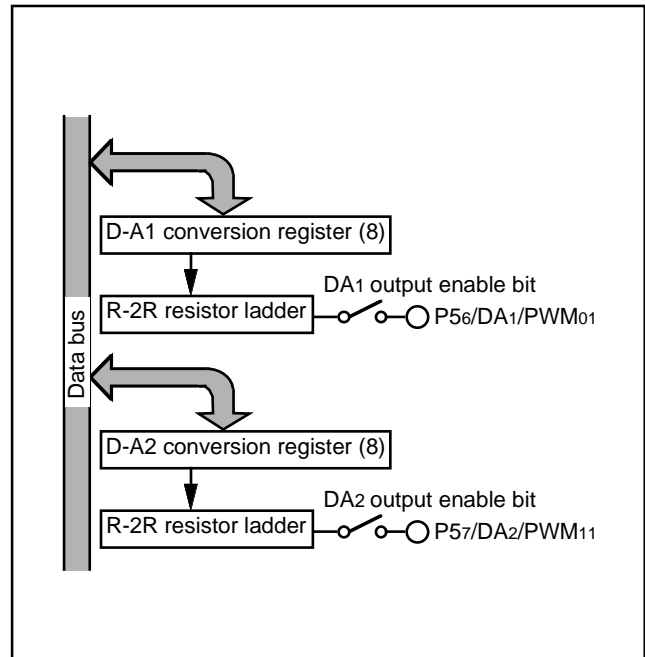 D-A1 conversion register (8)
DA1 output enable bit
R-2R resistor ladder
P56/DA1/PWM01
Data bus
D-A2 conversion register (8)
DA2 output enable bit
R-2R resistor ladder
P57/DA2/PWM11